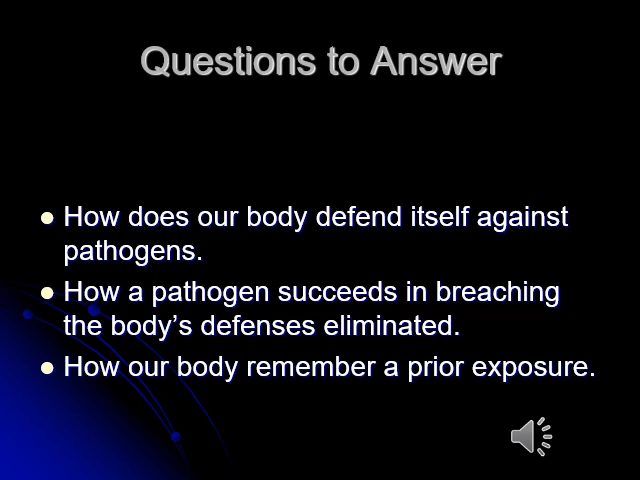 Questions to Answer
How does our body defend itself against
pathogens.
How a pathogen succeeds in breaching
the body’s defenses eliminated.
How our body remember a prior exposure.